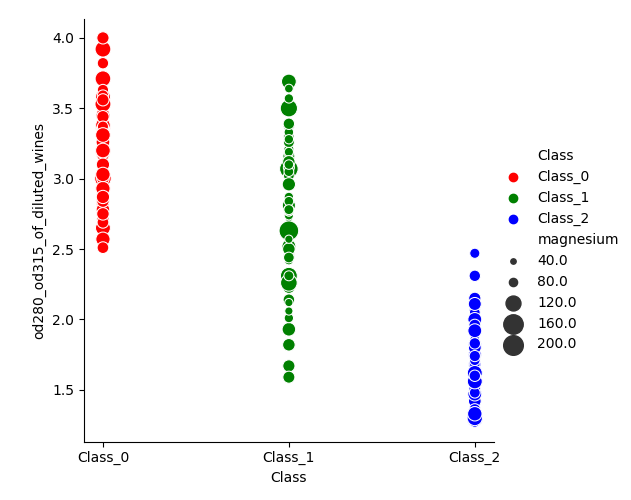 4.0
3.5
3.0
2.5
2.0
1.5
od280_od315_of_diluted_wines
Class_0
Class_1
Class_2
Class
Class
Class_0
Class_1
Class_2
magnesium
40.0
80.0
120.0
160.0
200.0